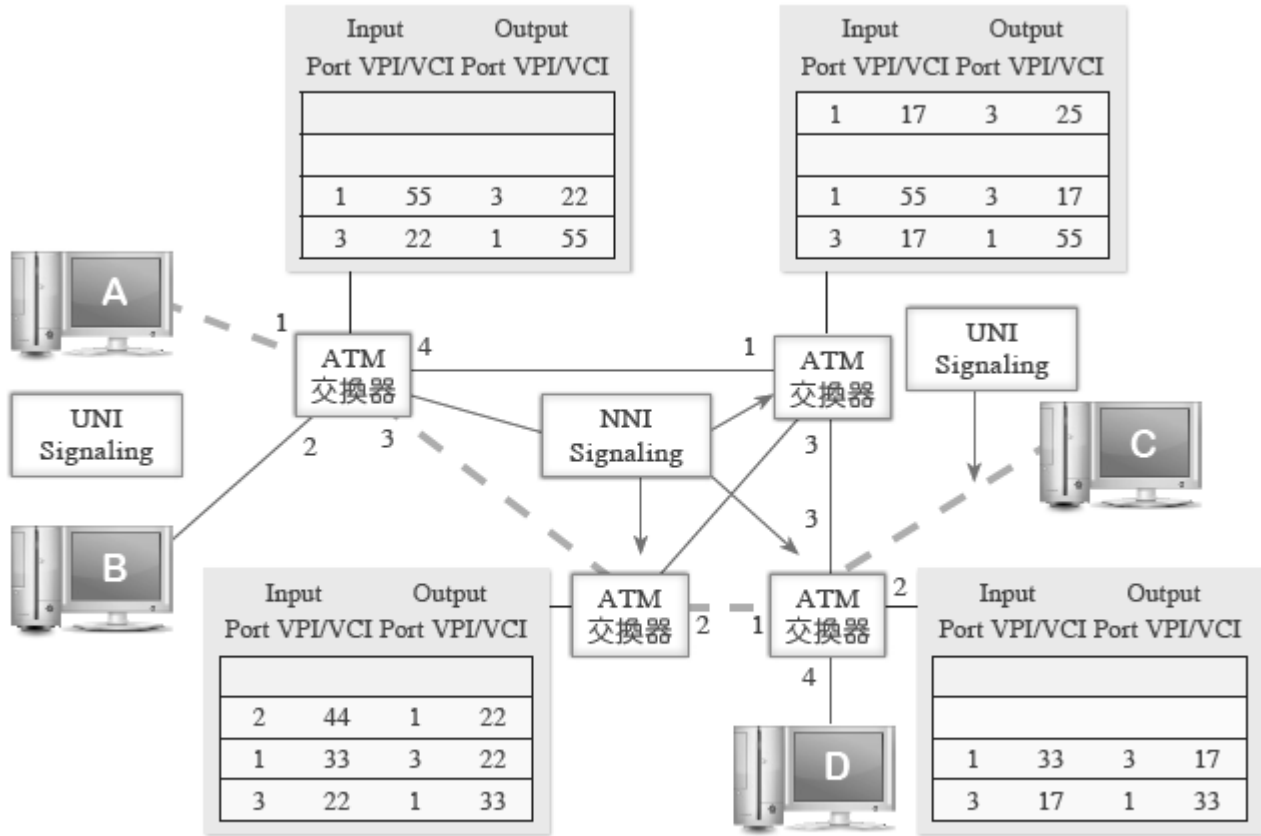 Input Output
Port VPI/VCI Port VPI/VCI
1 55 3 22
3 22 1 55
Input Output
Port VPI/VCI Port VPI/VCI
1 17 3 25
1 55 3 17
3 17 1 55
A
1
ATM
交換器
4
2
3
1
ATM
交換器
3
UNI
Signaling
UNI
Signaling
NNI
Signaling
C
B
3
ATM
交換器
2
1
ATM
交換器
2
4
D
Input Output
Port VPI/VCI Port VPI/VCI
2 44 1 22
1 33 3 22
3 22 1 33
Input Output
Port VPI/VCI Port VPI/VCI
1 33 3 17
3 17 1 33